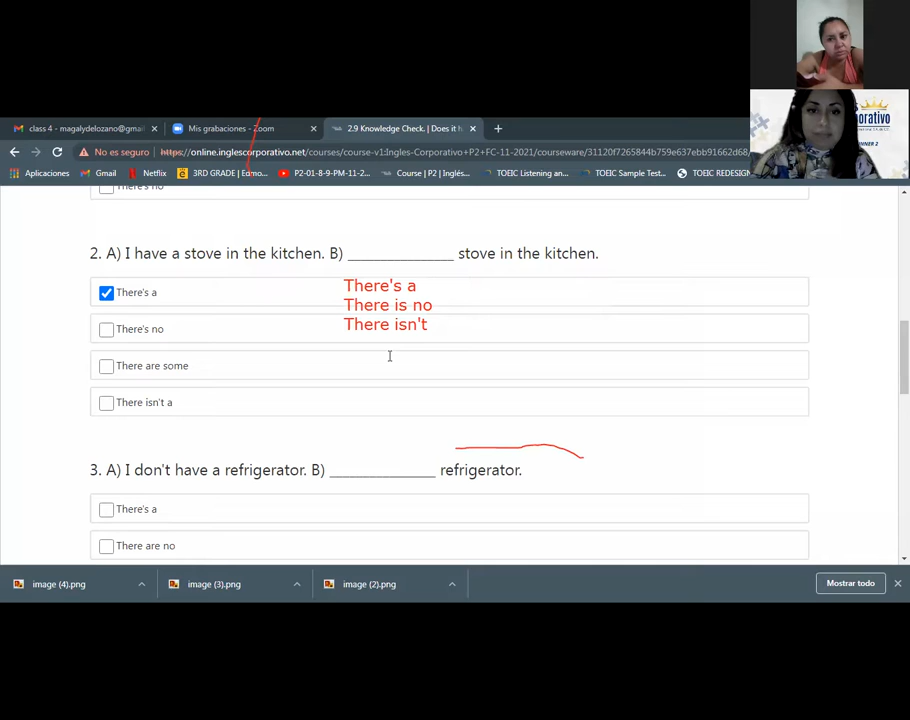 class 4 - magalydelozano@gmai
Mis grabaciones - Zoom
2.9 Knowledge Check. | Does it h
No es seguro
https://online.inglescorporativo.net/courses/course-v1:Ingles-Corporativo+P2+FC-11-2021/courseware/31120f7265844b759e637ebb91662d68
Aplicaciones
Gmail
Netflix
3RD GRADE | Edmo...
P2-01-8-9-PM-11-2...
Course | P2 | Inglés...
TOEIC Listening an...
TOEIC Sample Test...
TOEIC REDESIGN
There's no
2. A) I have a stove in the kitchen. B) ________________ stove in the kitchen.
There's a
There's a
There is no
There's no
There isn't
There are some
There isn't a
3. A) I don't have a refrigerator. B) ________________ refrigerator.
There's a
There are no
image (4).png
image (3).png
image (2).png
Mostrar todo